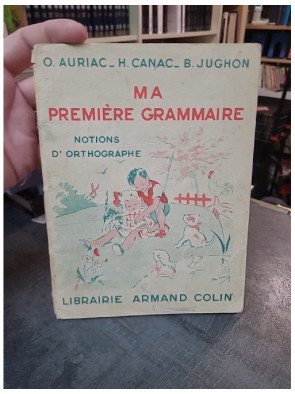 O. AURIAC _ H. CANAC _ B. JUGHON
MA
PREMIÈRE GRAMMAIRE
NOTIONS
D'ORTHOGRAPHE
LIBRAIRIE ARMAND COLIN